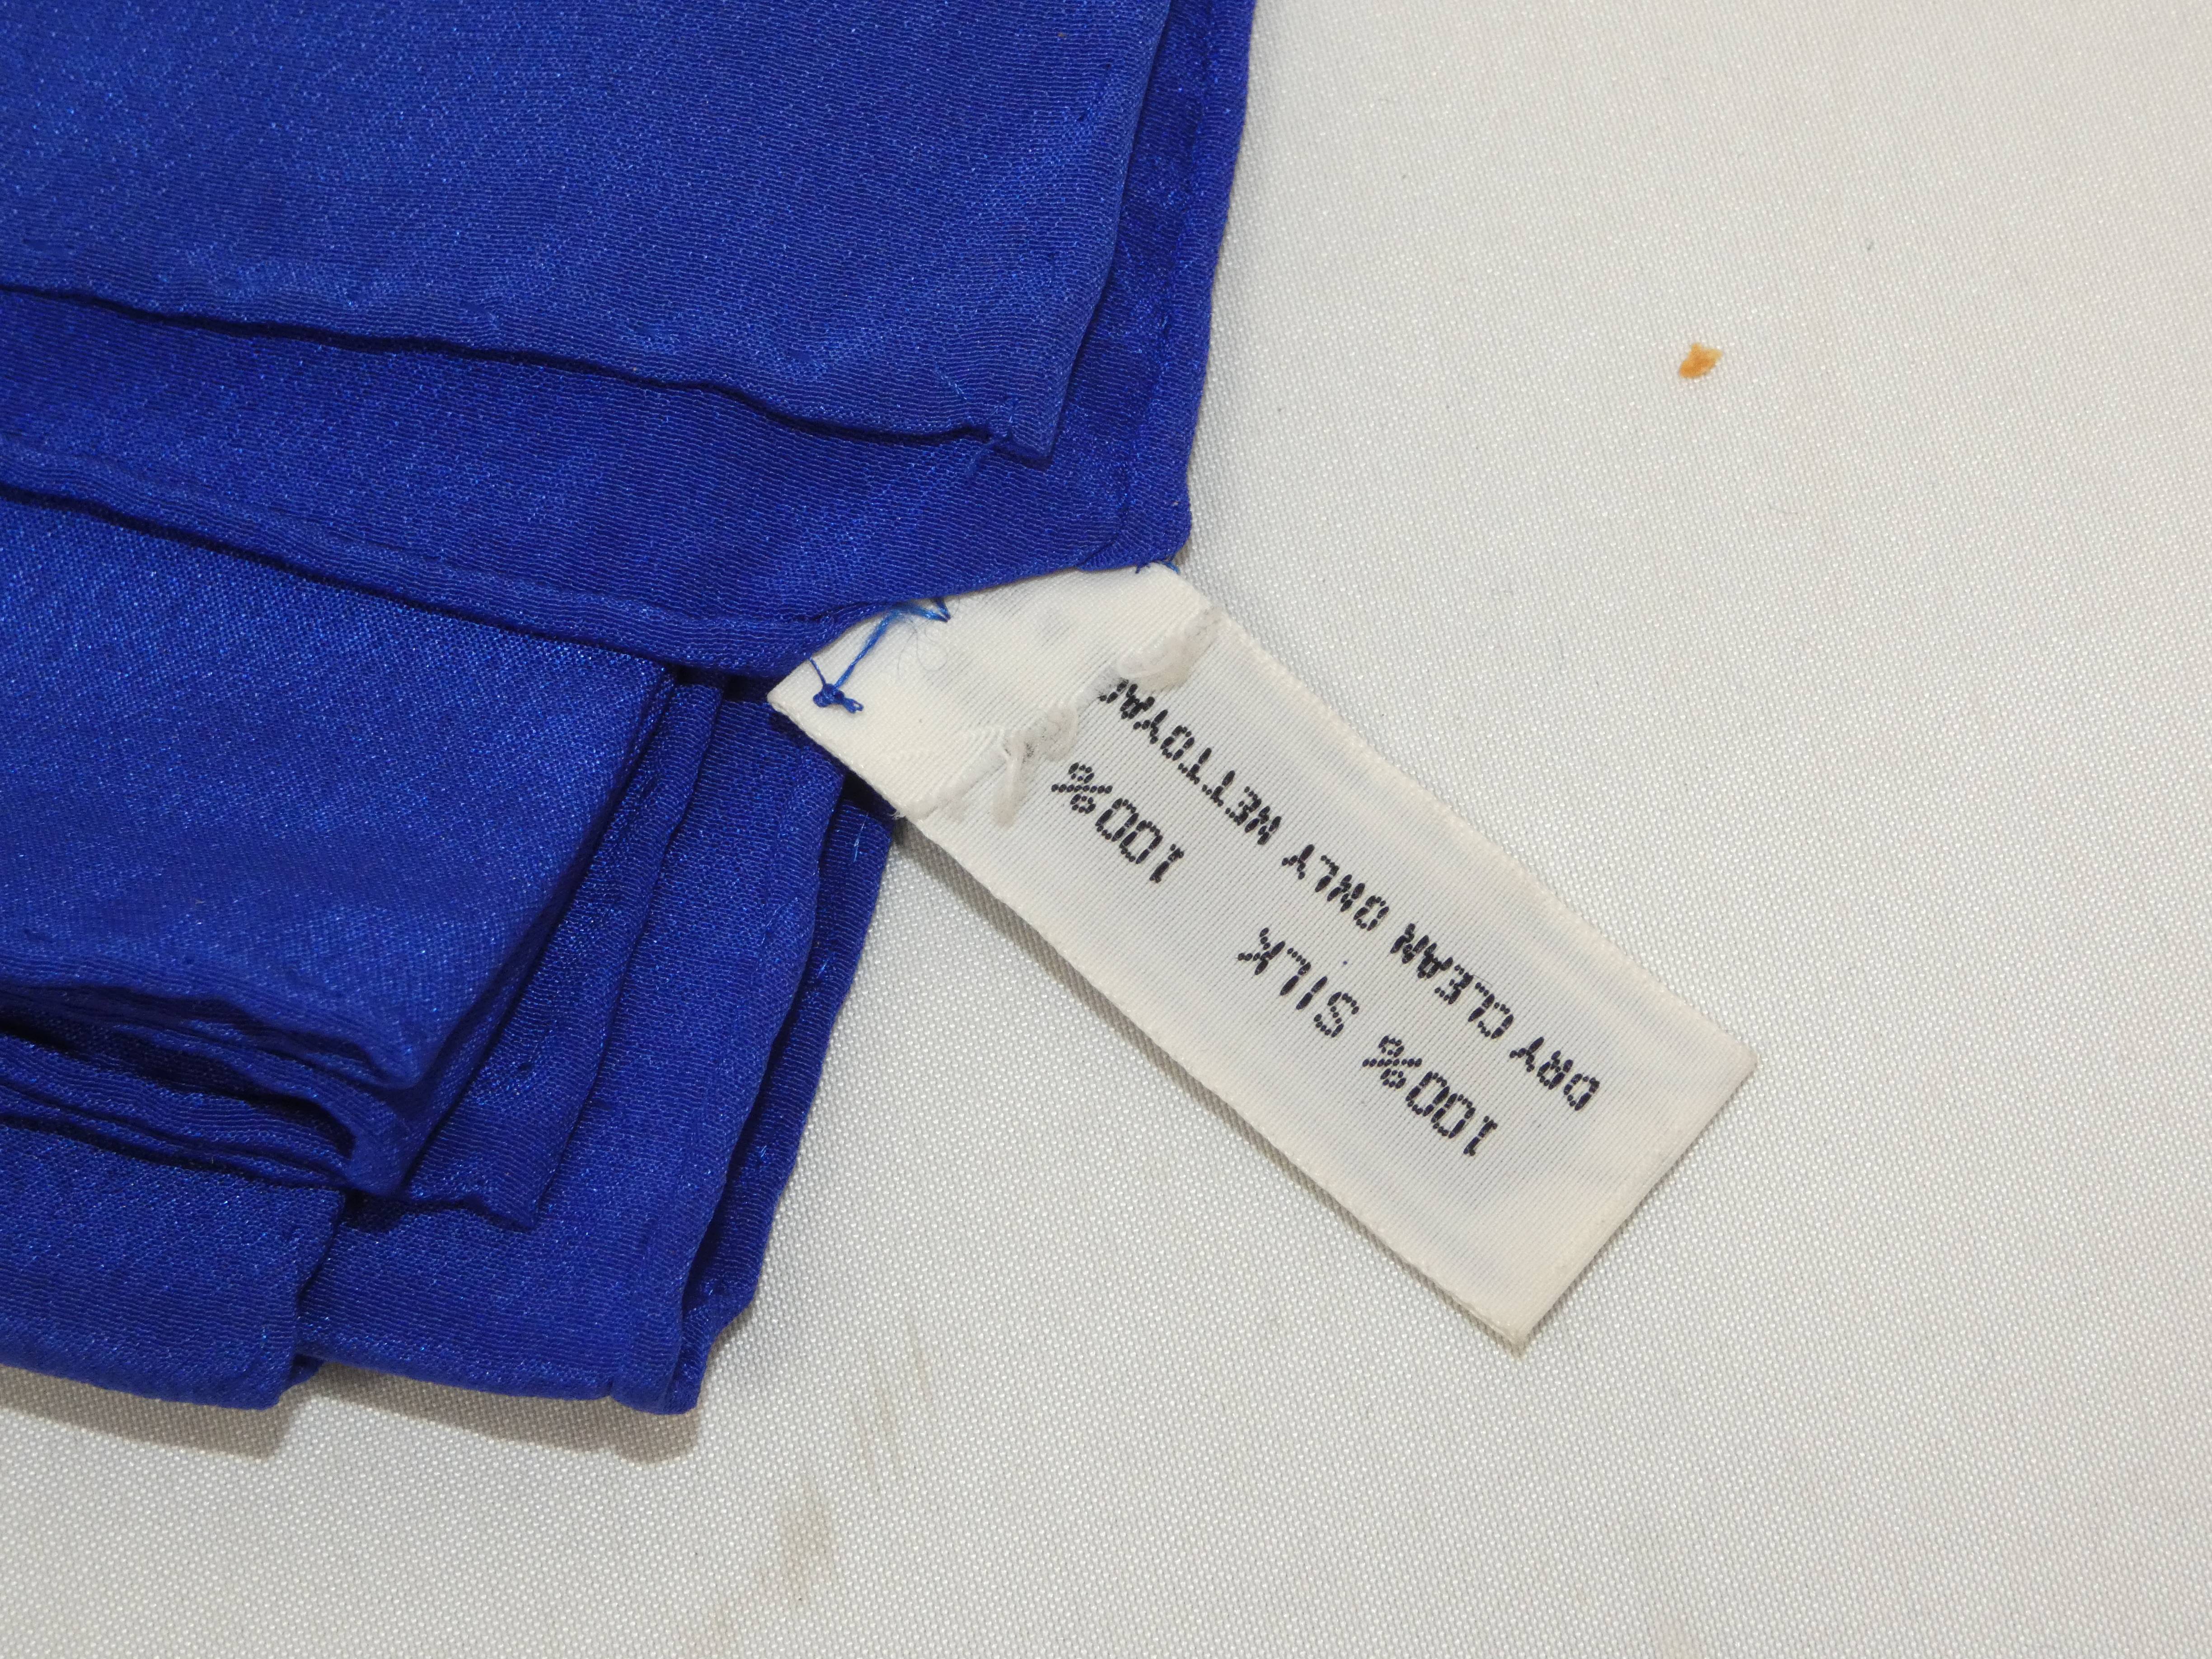 100% SILK 100%
DRY CLEAN ONLY NETTOYAG